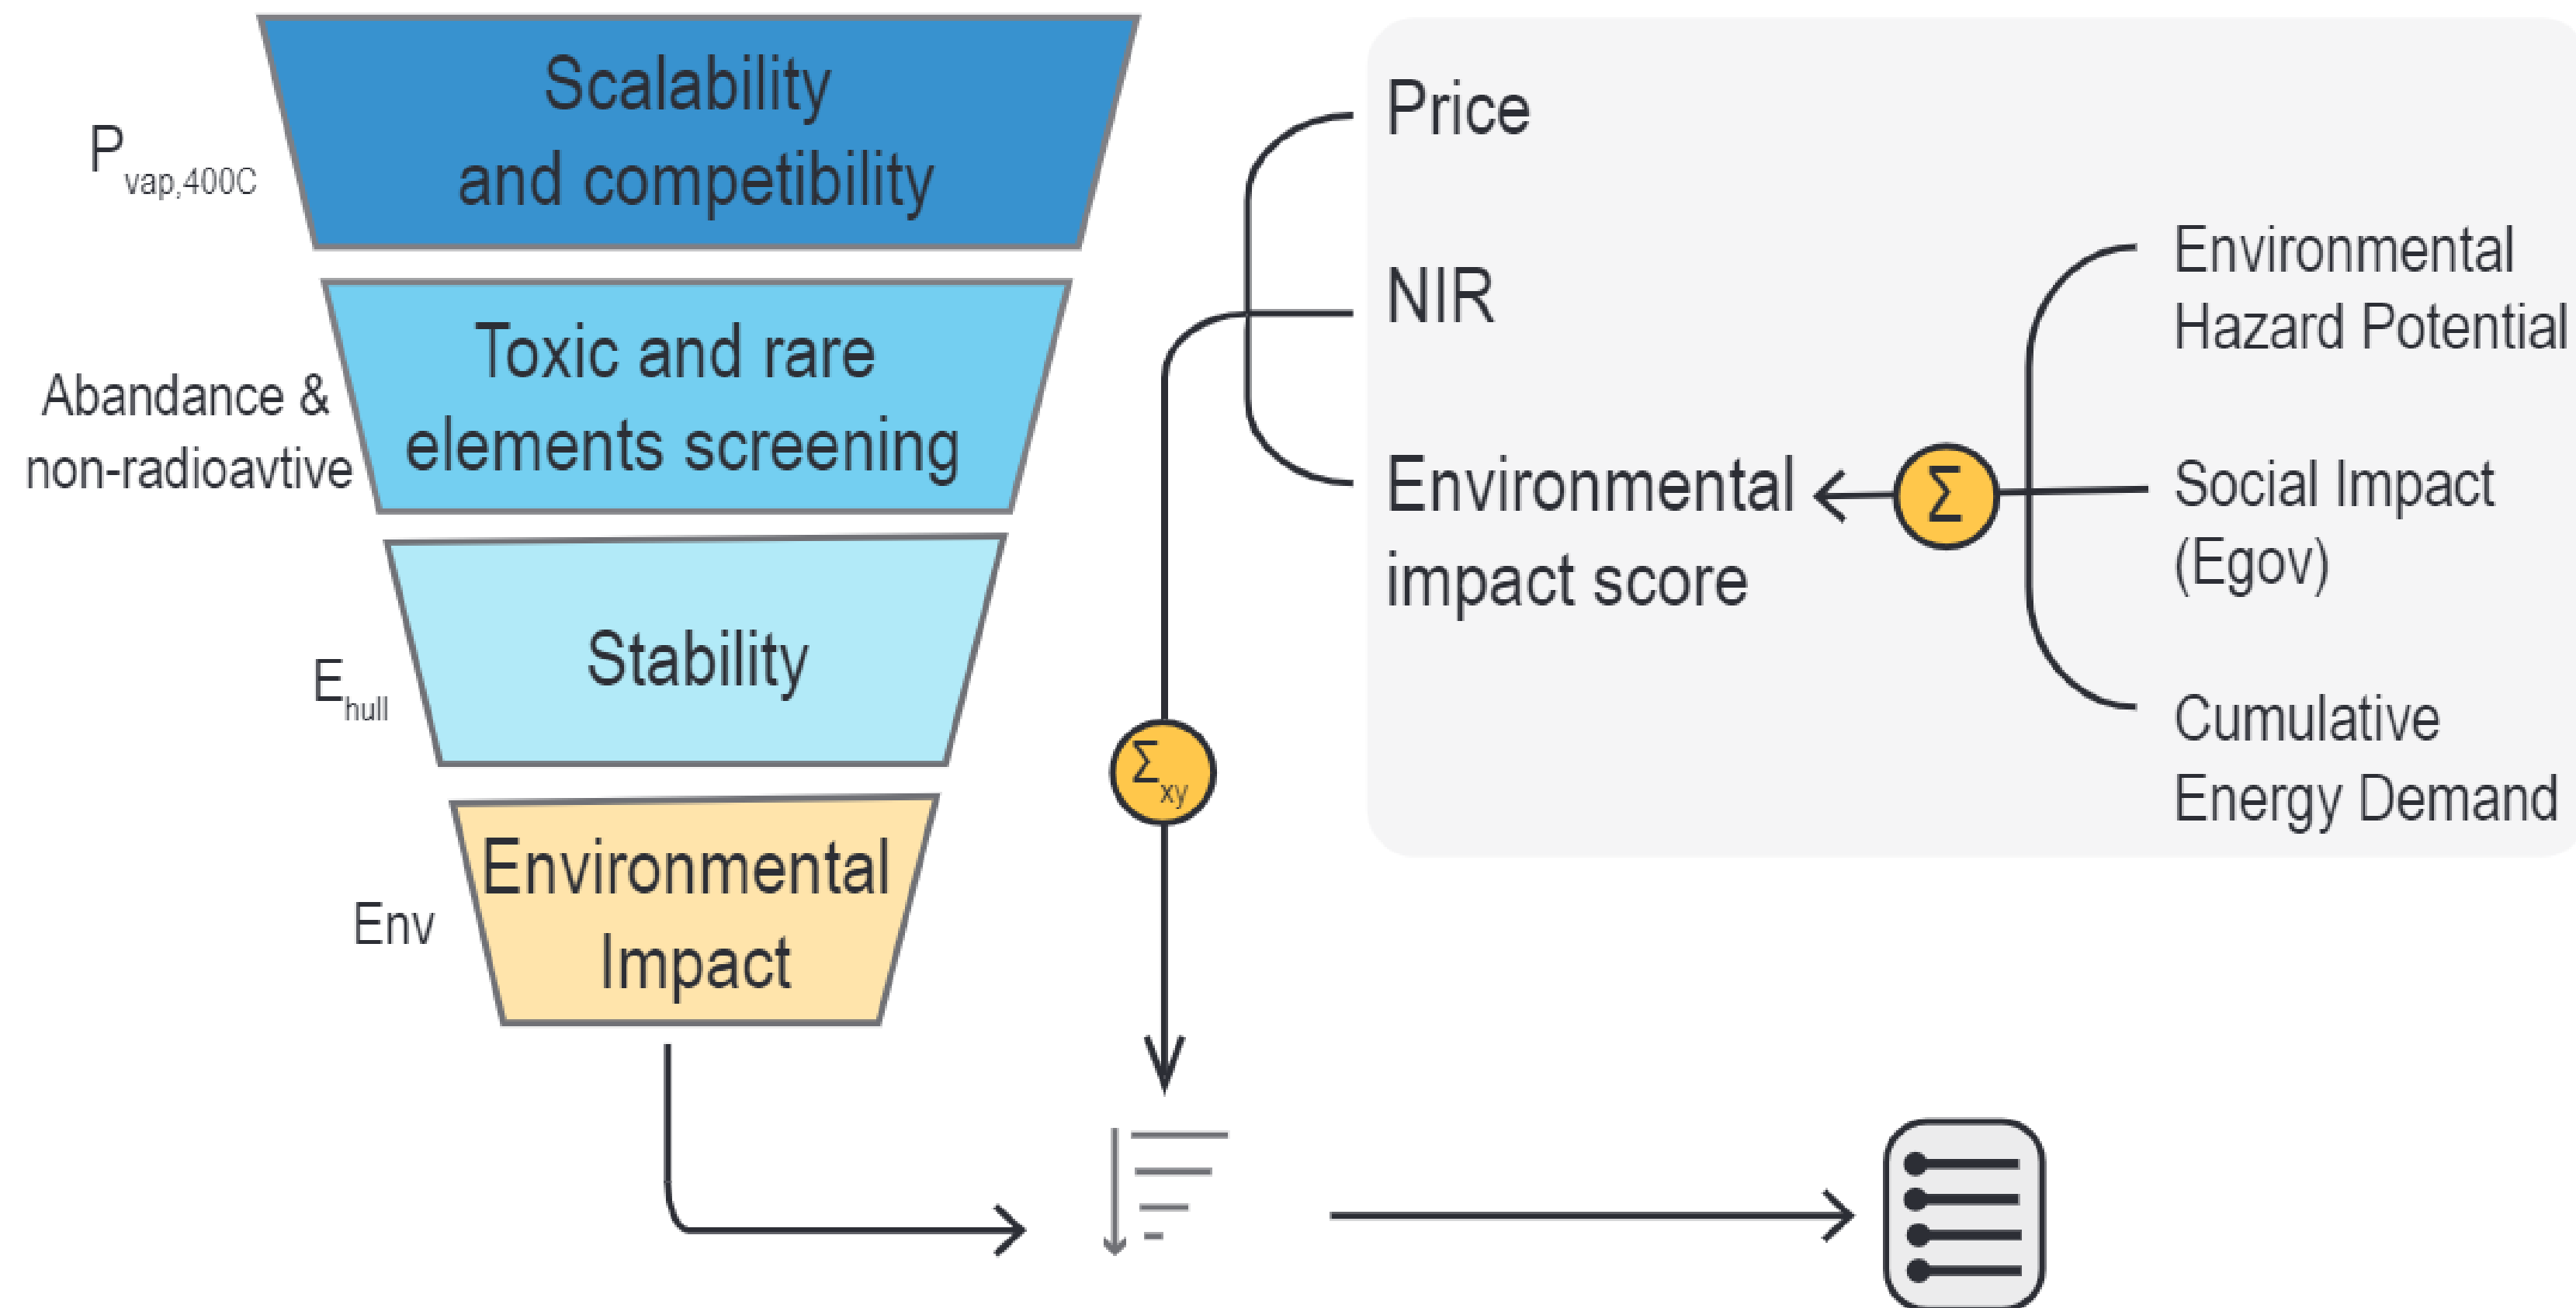 Scalability
and competibility
P vap,400C
Toxic and rare
elements screening
Abandance &
non-radioavtive
Stability
E hull
Environmental
Impact
Env
Price
NIR
Environmental
impact score
Σ
Environmental
Hazard Potential
Social Impact
(Egov)
Cumulative
Energy Demand
Σ xy